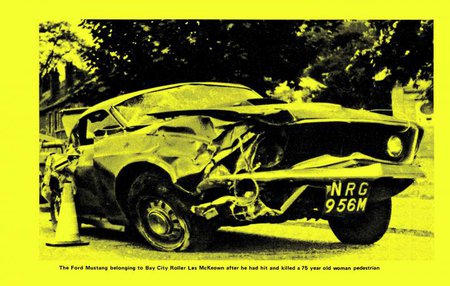 NRG
956M
The Ford Mustang belonging to Bay City Roller Les McKeown after he had hit and killed a 75 year old woman pedestrian